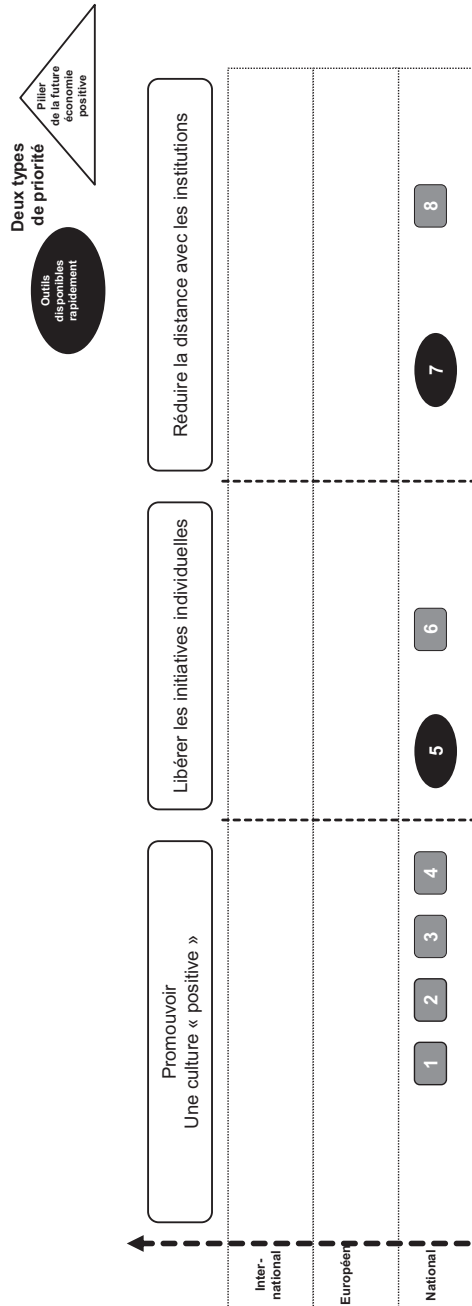 Deux types
de priorité
Outils
disponibles
rapidement
Pilier
de la future
économie
positive
Promouvoir
Une culture « positive »
Libérer les initiatives individuelles
Réduire la distance avec les institutions
Inter-
national
Européen
National
1
2
3
4
5
6
7
8